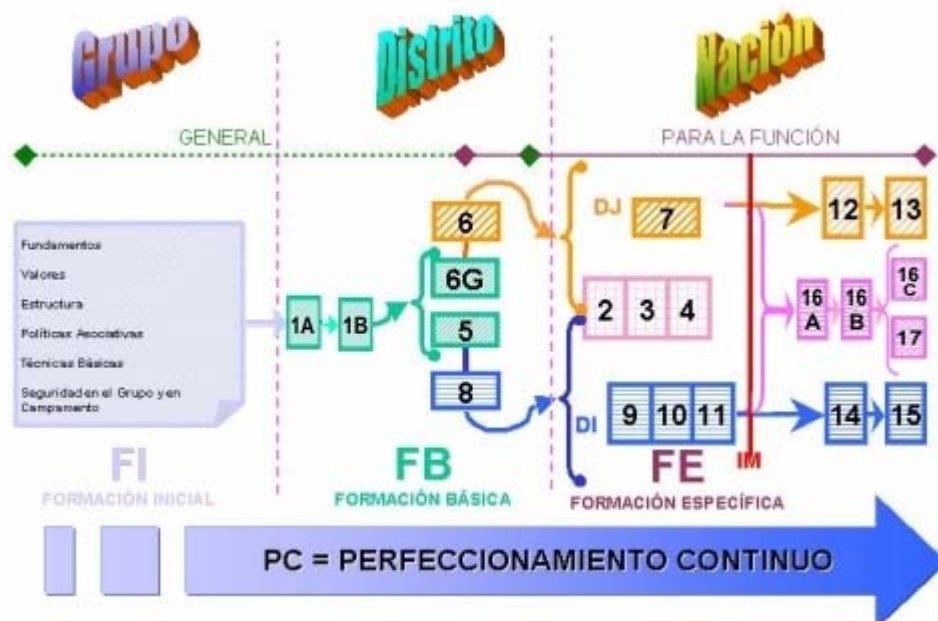 Grupo
Distrito
Nación
GENERAL
PARA LA FUNCIÓN
Fundamentos
Valores
Estructura
Políticas Asociativas
Técnicas Básicas
Seguridad en el Grupo y en
Campamento
1A
1B
6
6G
5
8
DJ
7
2 3 4
DI
9 10 11
12
13
16
A
16
B
16
C
17
14
15
IM
FI
FORMACIÓN INICIAL
FB
FORMACIÓN BÁSICA
FE
FORMACIÓN ESPECÍFICA
PC = PERFECCIONAMIENTO CONTINUO